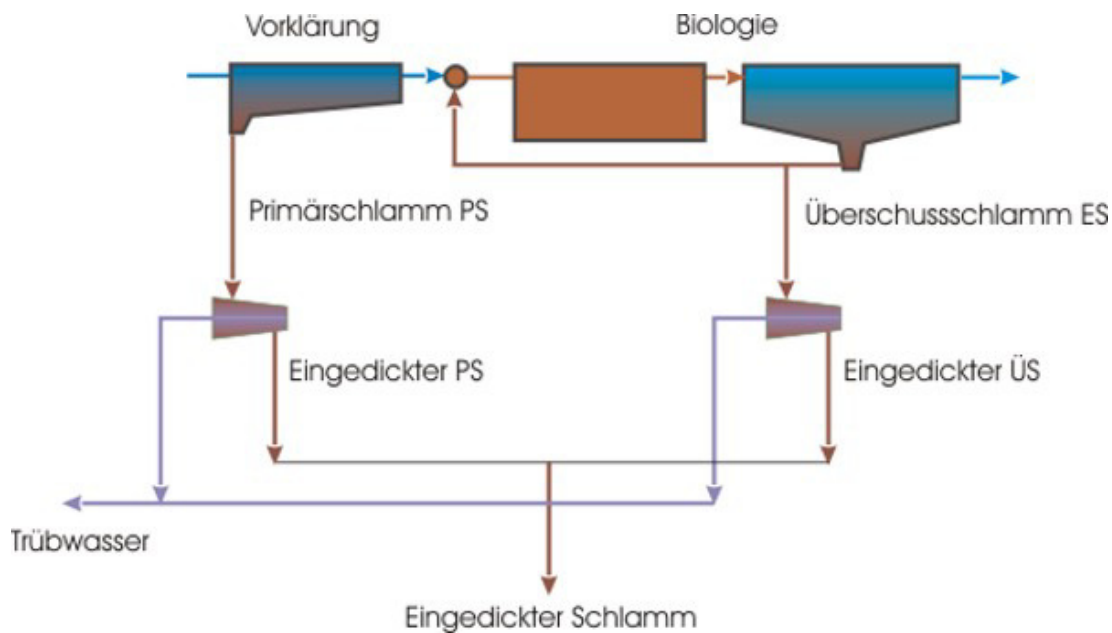 Vorklärung
Biologie
Primärschlamm PS
Überschussschlamm ES
Eingedickter PS
Eingedickter ÜS
Trübwasser
Eingedickter Schlamm